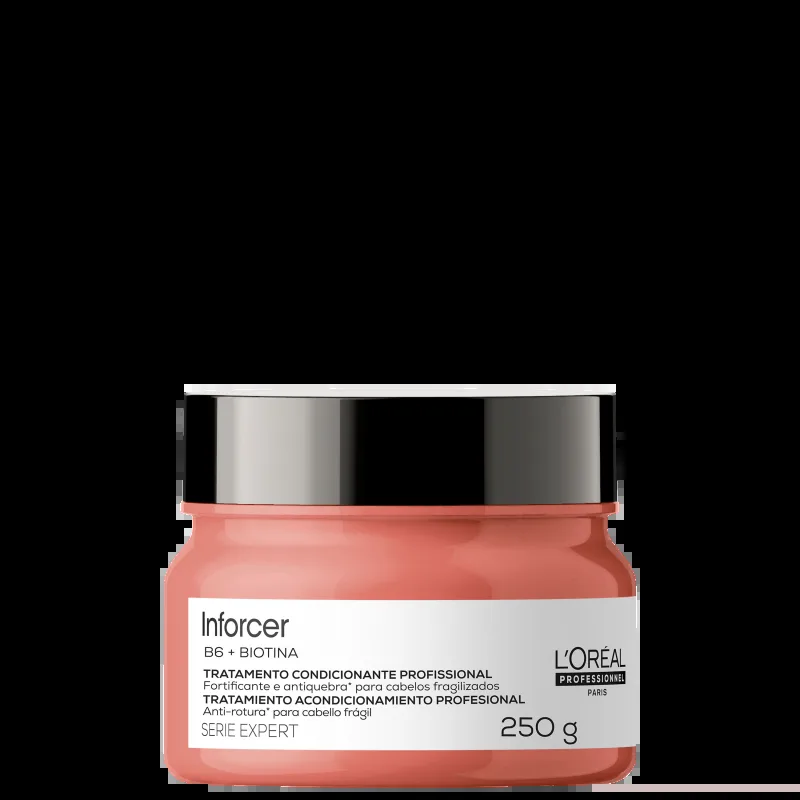 Inforcer
B6 + BIOTINA
TRATAMENTO CONDICIONANTE PROFISSIONAL
Fortificante e antiquebra* para cabelos fragilizados
TRATAMIENTO ACONDICIONAMIENTO PROFESIONAL
Anti-rotura* para cabello frágil
SERIE EXPERT
250 g
L'ORÉAL
PROFESSIONNEL
PARIS